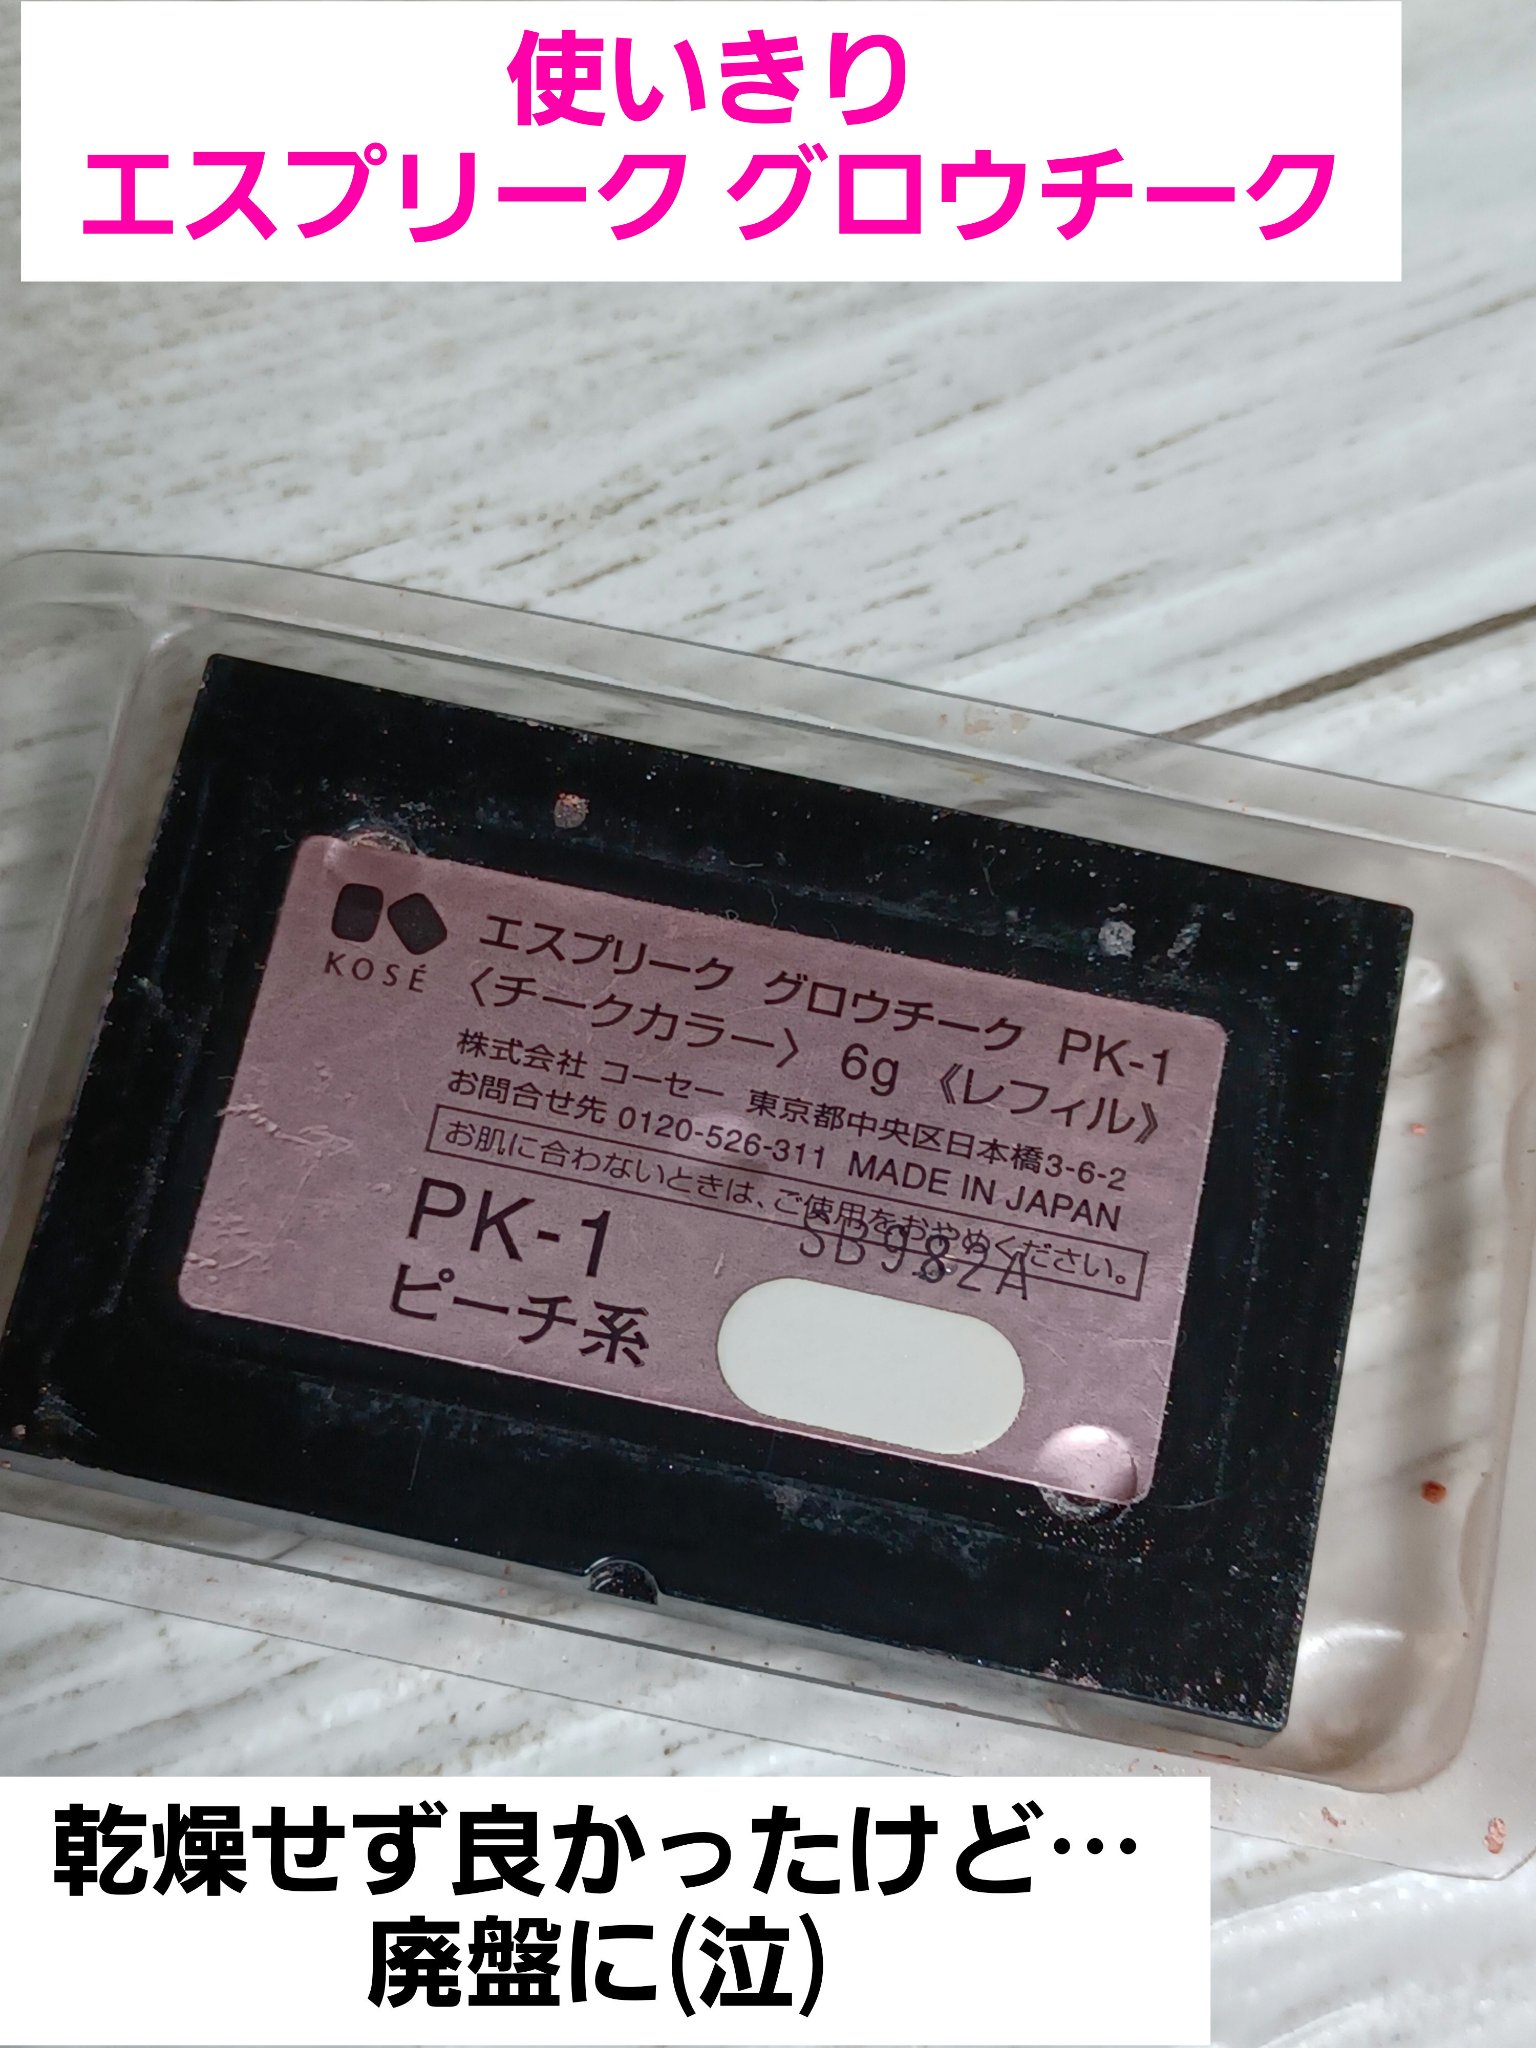 使いきり
エスプリーク グロウチーク
KOSÉ
エスプリーク グロウチーク PK-1
〈チークカラー〉 6g 《レフィル》
株式会社 コーセー 東京都中央区日本橋3-6-2
お問合せ先 0120-526-311 MADE IN JAPAN
お肌に合わないときは、ご使用をおやめください。
SB982A
PK-1
ピーチ系
乾燥せず良かったけど…
廃盤に(泣)